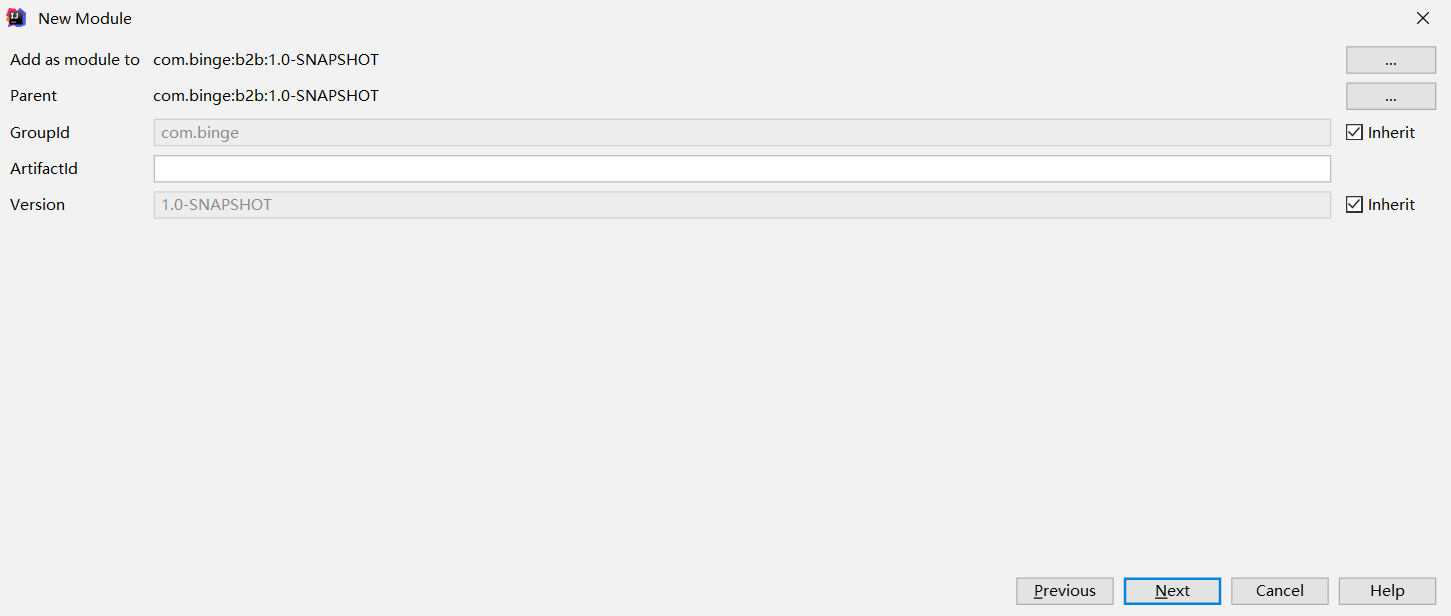 New Module
Add as module to com.binge:b2b:1.0-SNAPSHOT ...
Parent com.binge:b2b:1.0-SNAPSHOT ...
GroupId com.binge Inherit
ArtifactId
Version 1.0-SNAPSHOT Inherit
Previous Next Cancel Help